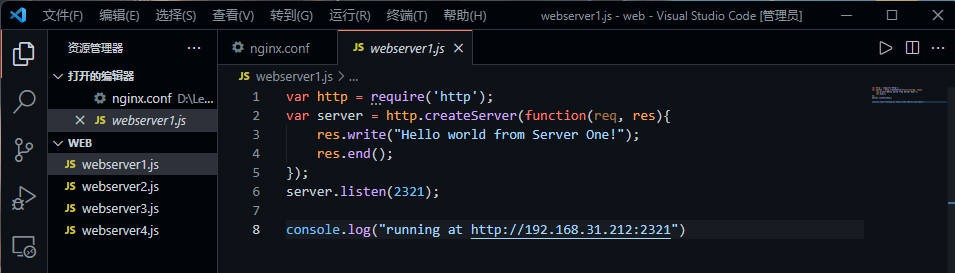 文件(F) 编辑(E) 选择(S) 查看(V) 转到(G) 运行(R) 终端(T) 帮助(H) webserver1.js - web - Visual Studio Code [管理员]
资源管理器 ...
nginx.conf JS webserver1.js
打开的编辑器
nginx.conf D:\Le...
JS webserver1.js
WEB
JS webserver1.js
JS webserver2.js
JS webserver3.js
JS webserver4.js
JS webserver1.js > ...
1 var http = require('http');
2 var server = http.createServer(function(req, res){
3 res.write("Hello world from Server One!");
4 res.end();
5 });
6 server.listen(2321);
7
8 console.log("running at http://192.168.31.212:2321")